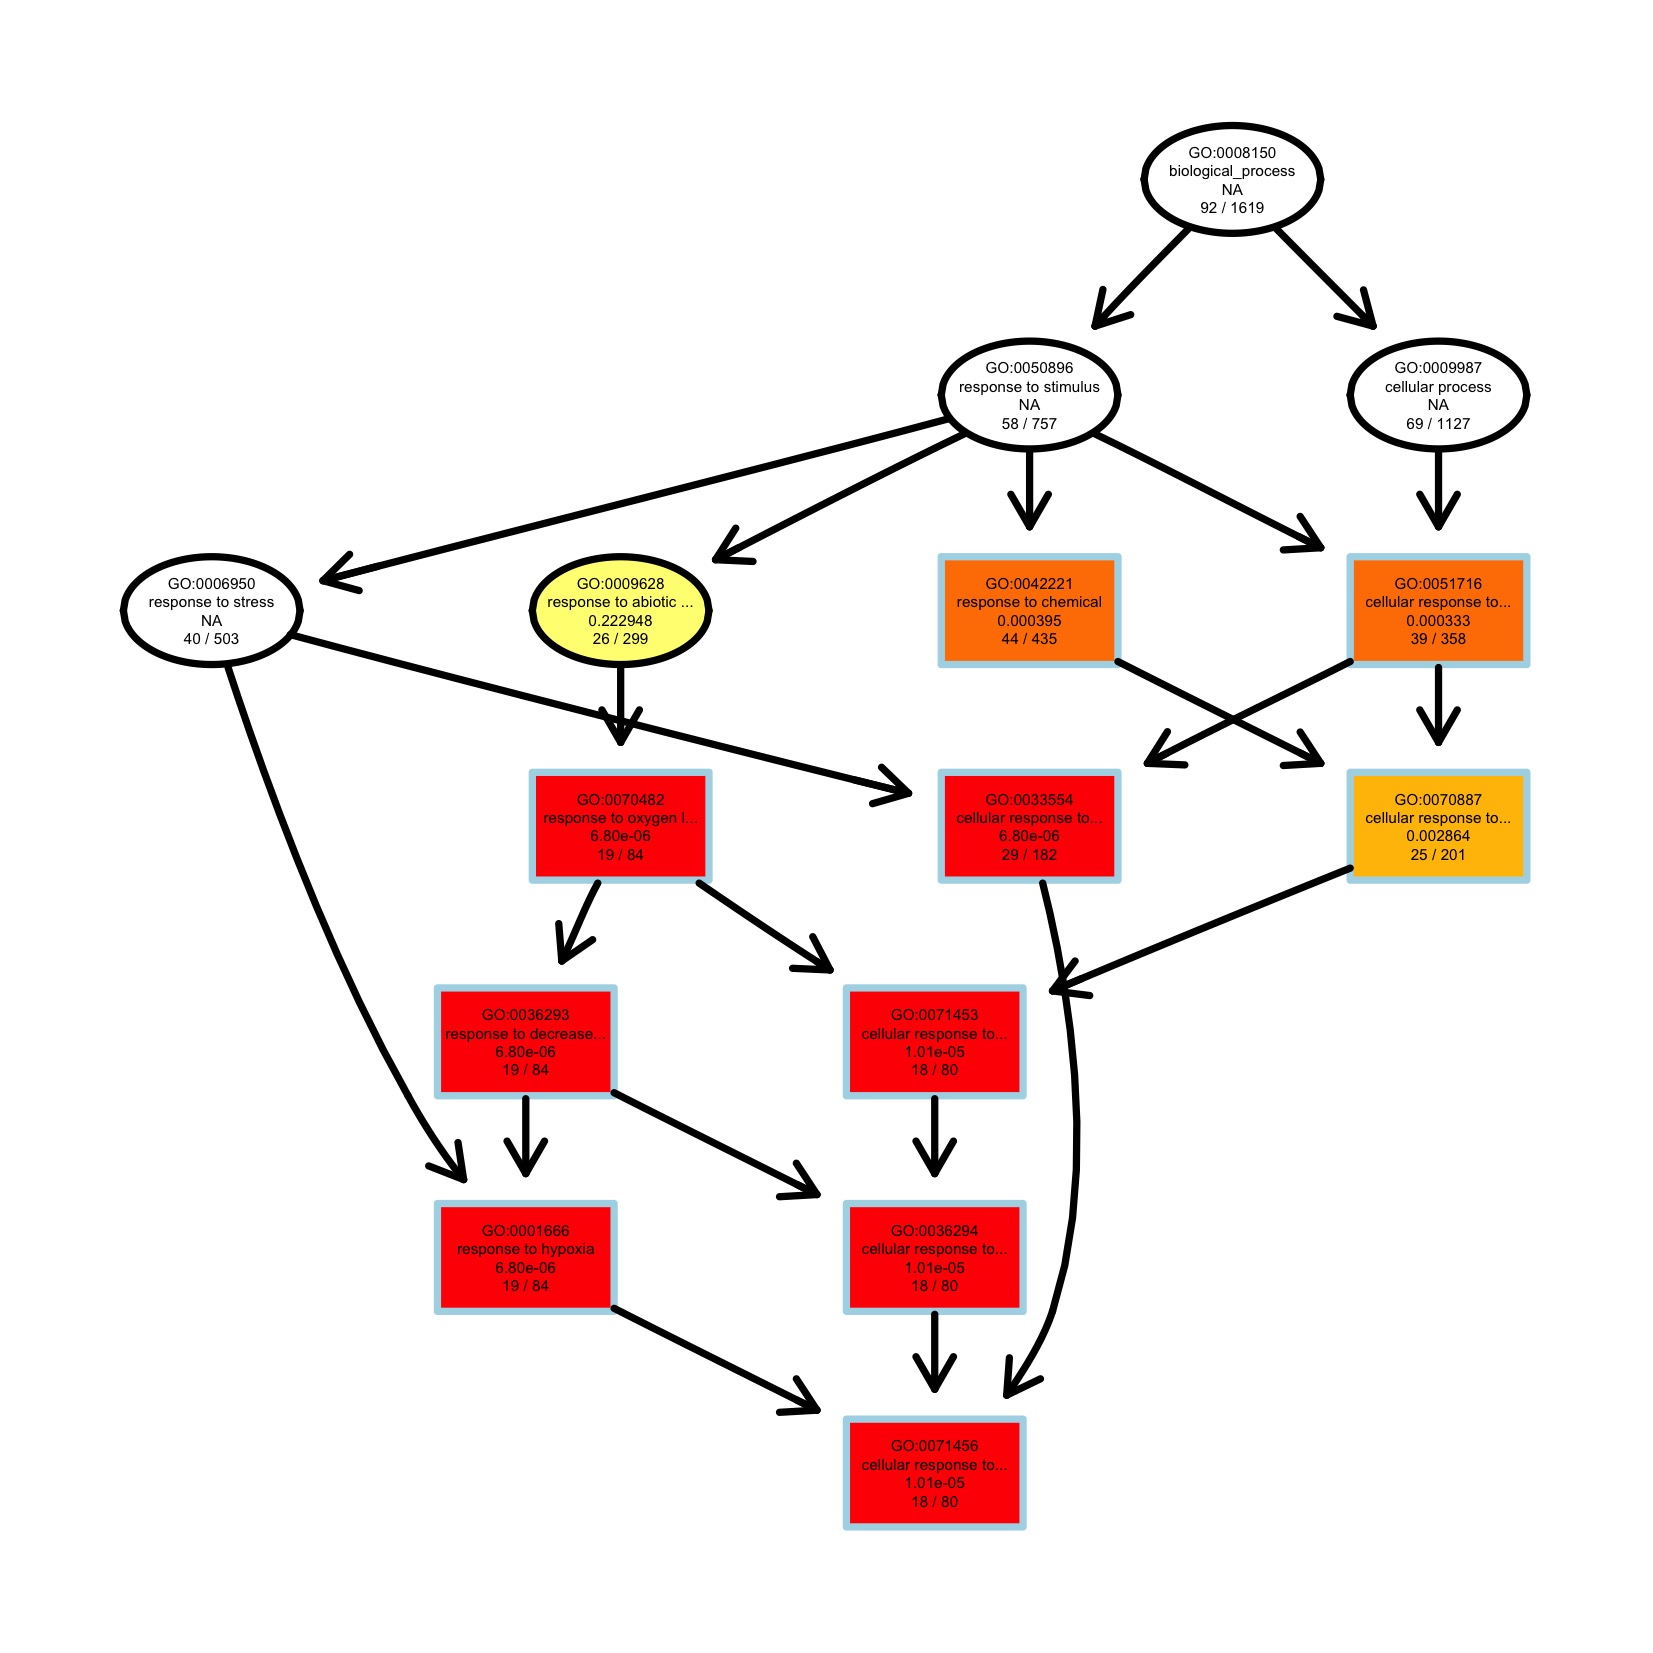 GO:0008150
biological_process
NA
92 / 1619
GO:0050896
response to stimulus
NA
58 / 757
GO:0009987
cellular process
NA
69 / 1127
GO:0006950
response to stress
NA
40 / 503
GO:0009628
response to abiotic ...
0.222948
26 / 299
GO:0042221
response to chemical
0.000395
44 / 435
GO:0051716
cellular response to...
0.000333
39 / 358
GO:0070482
response to oxygen l...
6.80e-06
19 / 84
GO:0033554
cellular response to...
6.80e-06
29 / 182
GO:0070887
cellular response to...
0.002864
25 / 201
GO:0036293
response to decrease...
6.80e-06
19 / 84
GO:0071453
cellular response to...
1.01e-05
18 / 80
GO:0001666
response to hypoxia
6.80e-06
19 / 84
GO:0036294
cellular response to...
1.01e-05
18 / 80
GO:0071456
cellular response to...
1.01e-05
18 / 80